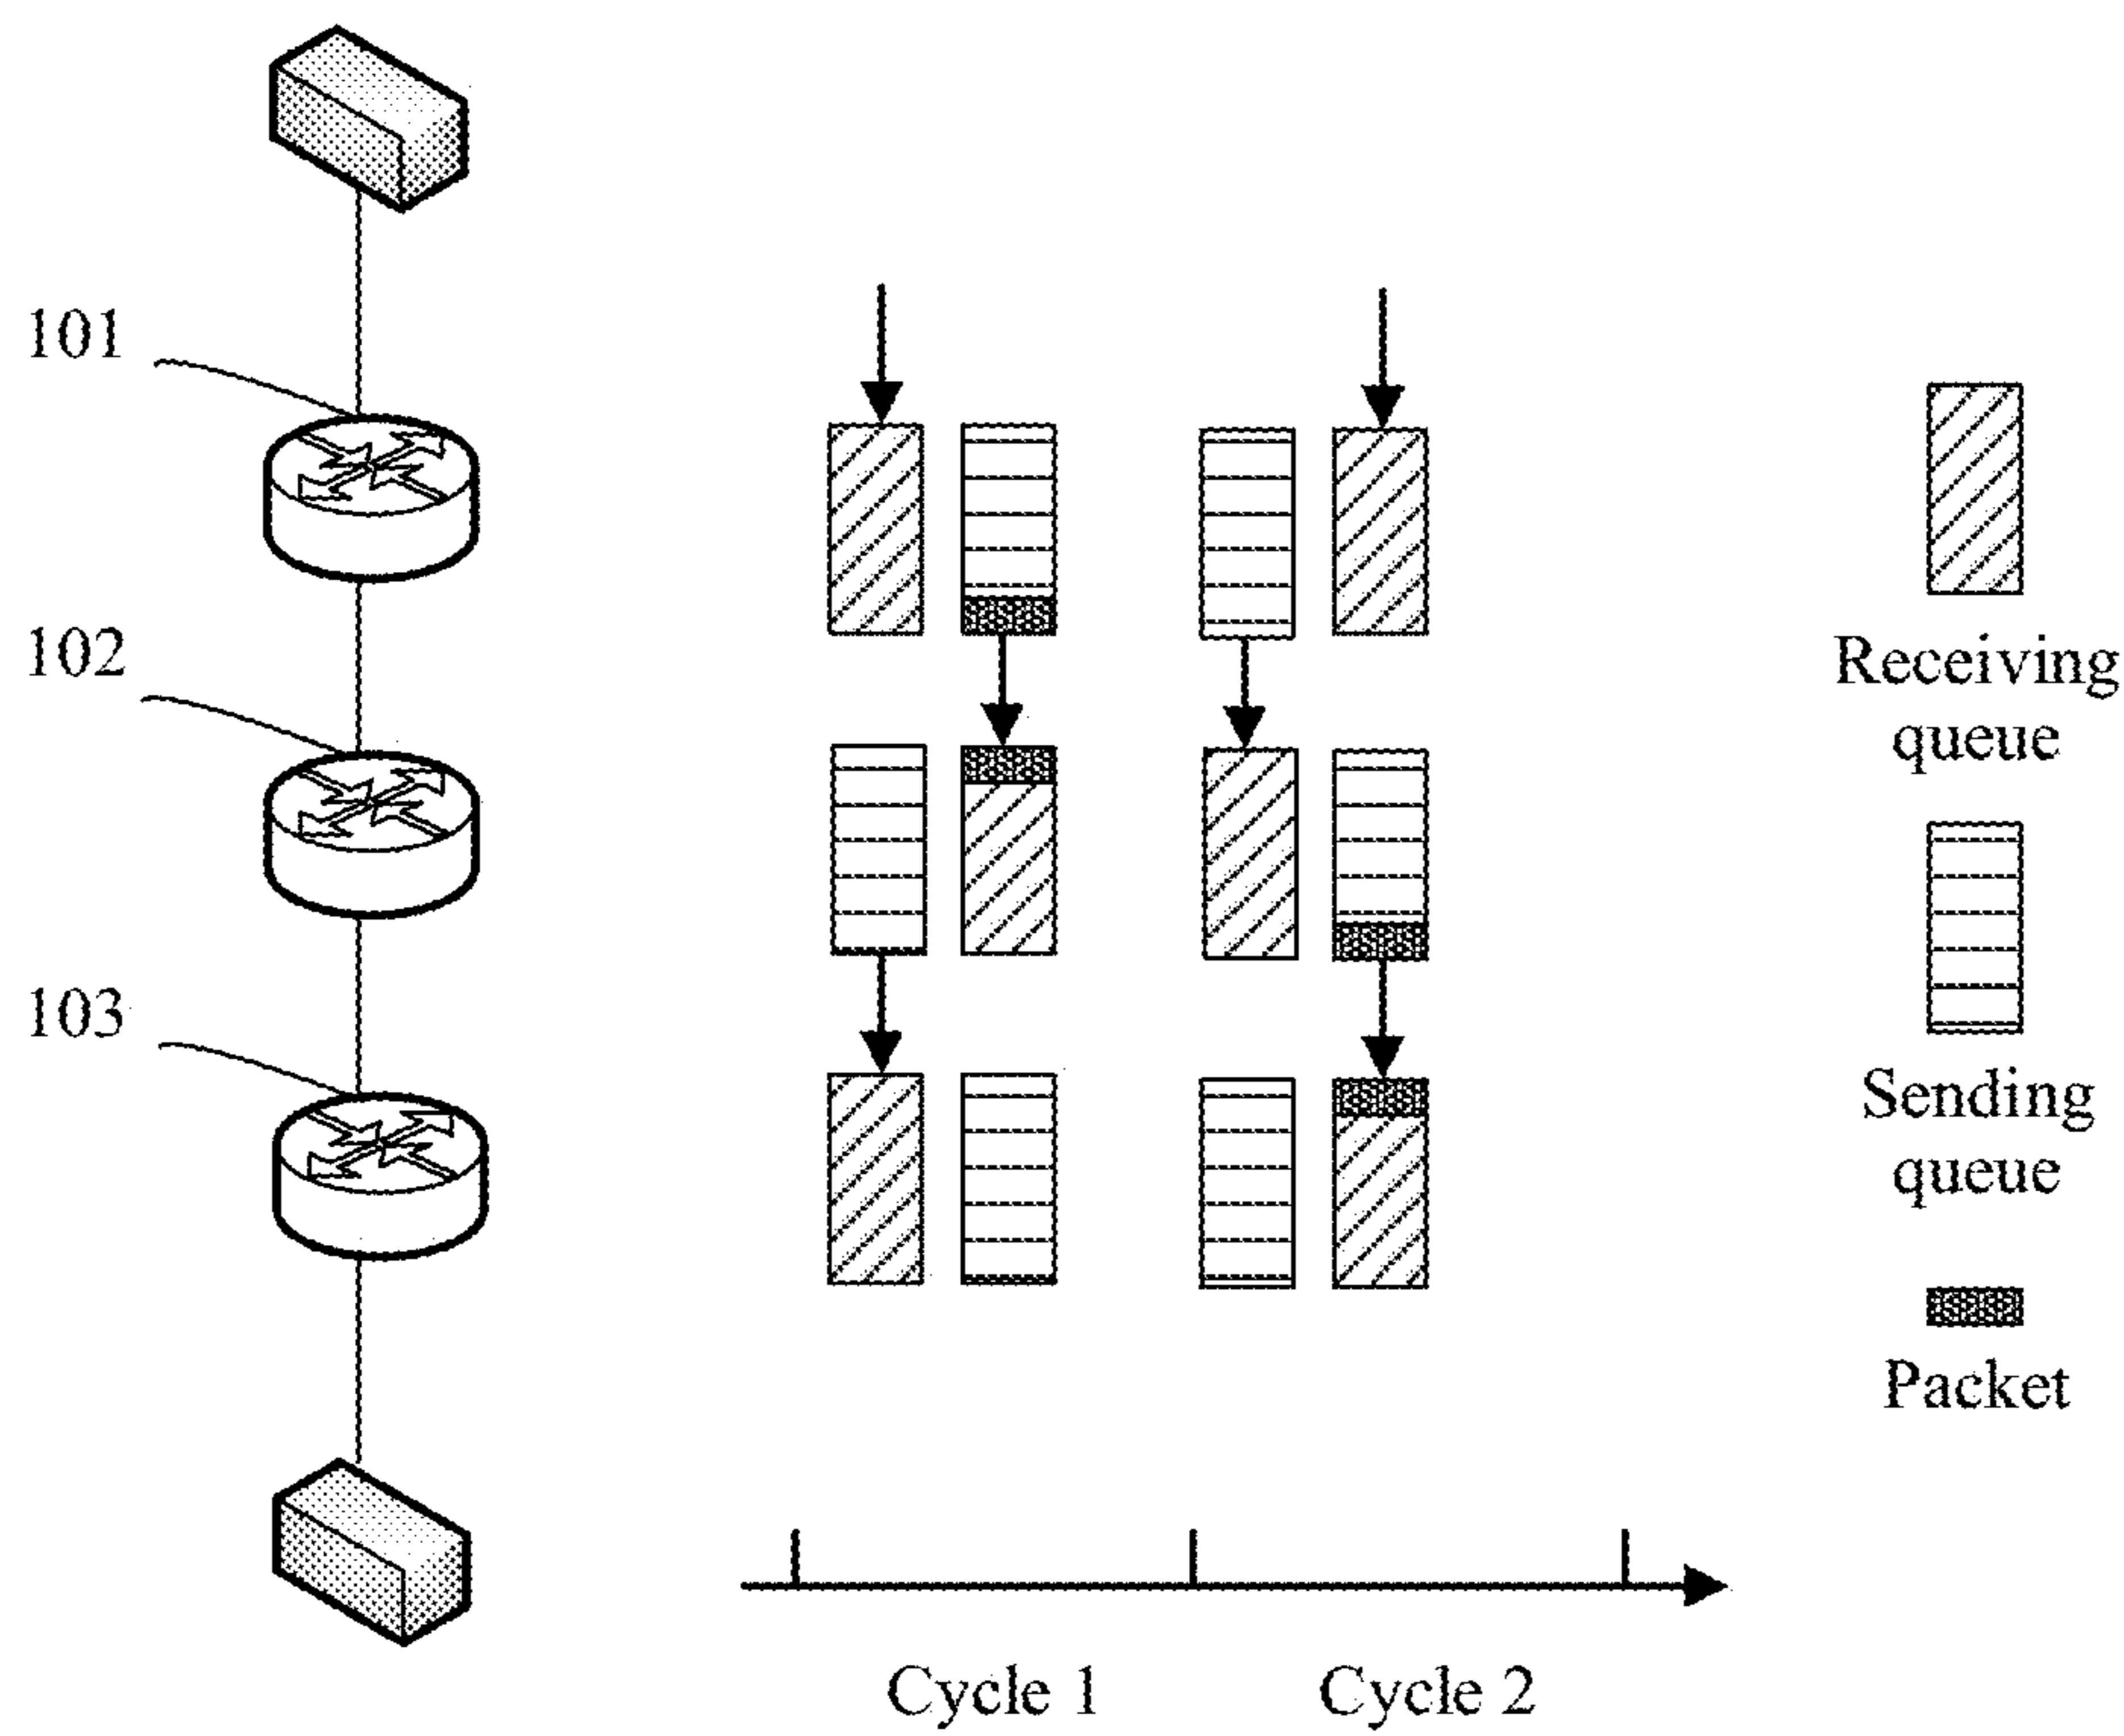 101
102
103
Receiving
queue
Sending
queue
Packet
Cycle 1
Cycle 2